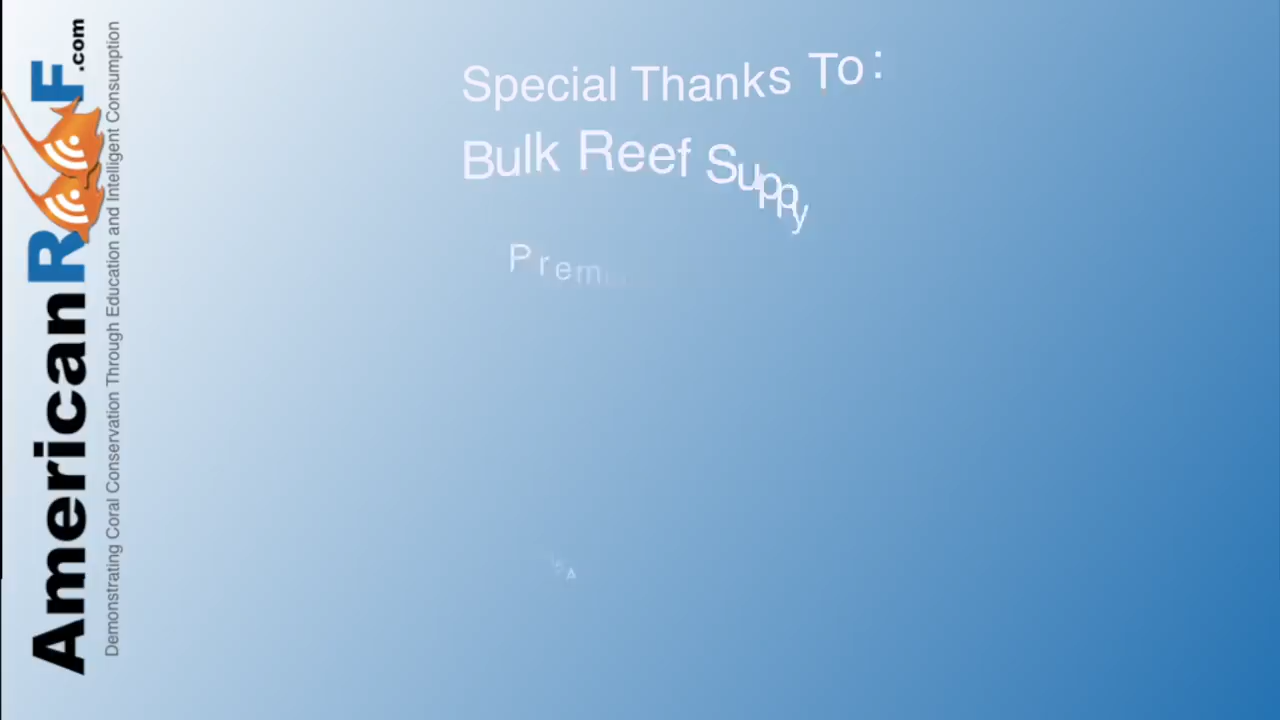 AmericanReeF.com
Demonstrating Coral Conservation Through Education and Intelligent Consumption
Special Thanks To:
Bulk Reef Supply